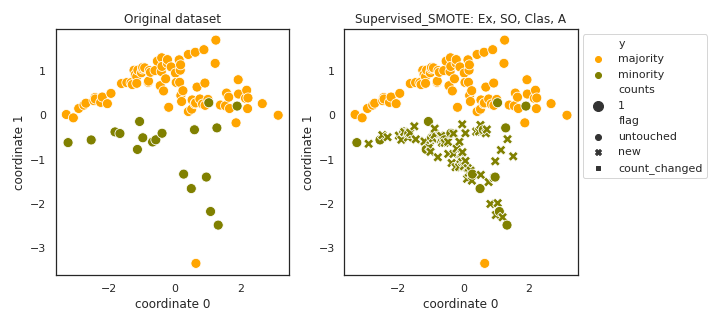 Original dataset
coordinate 1
1
0
−1
−2
−3
−2
0
2
coordinate 0
Supervised_SMOTE: Ex, SO, Clas, A
coordinate 1
1
0
−1
−2
−3
−2
0
2
coordinate 0
y
majority
minority
counts
1
flag
untouched
new
count_changed